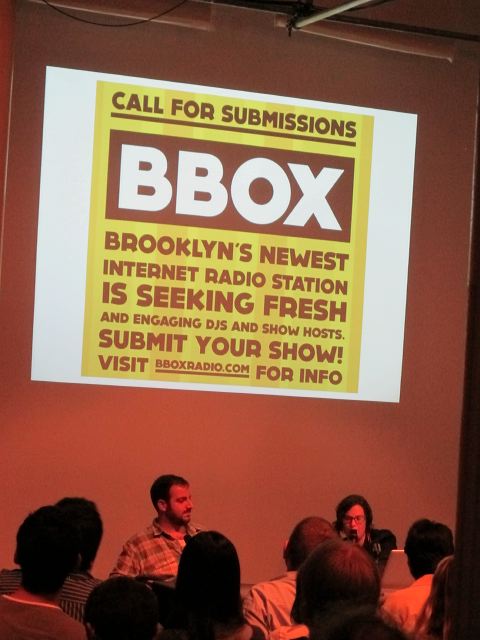 CALL FOR SUBMISSIONS
BBOX
BROOKLYN'S NEWEST
INTERNET RADIO STATION
IS SEEKING FRESH
AND ENGAGING DJS AND SHOW HOSTS.
SUBMIT YOUR SHOW!
VISIT BBOXRADIO.COM FOR INFO